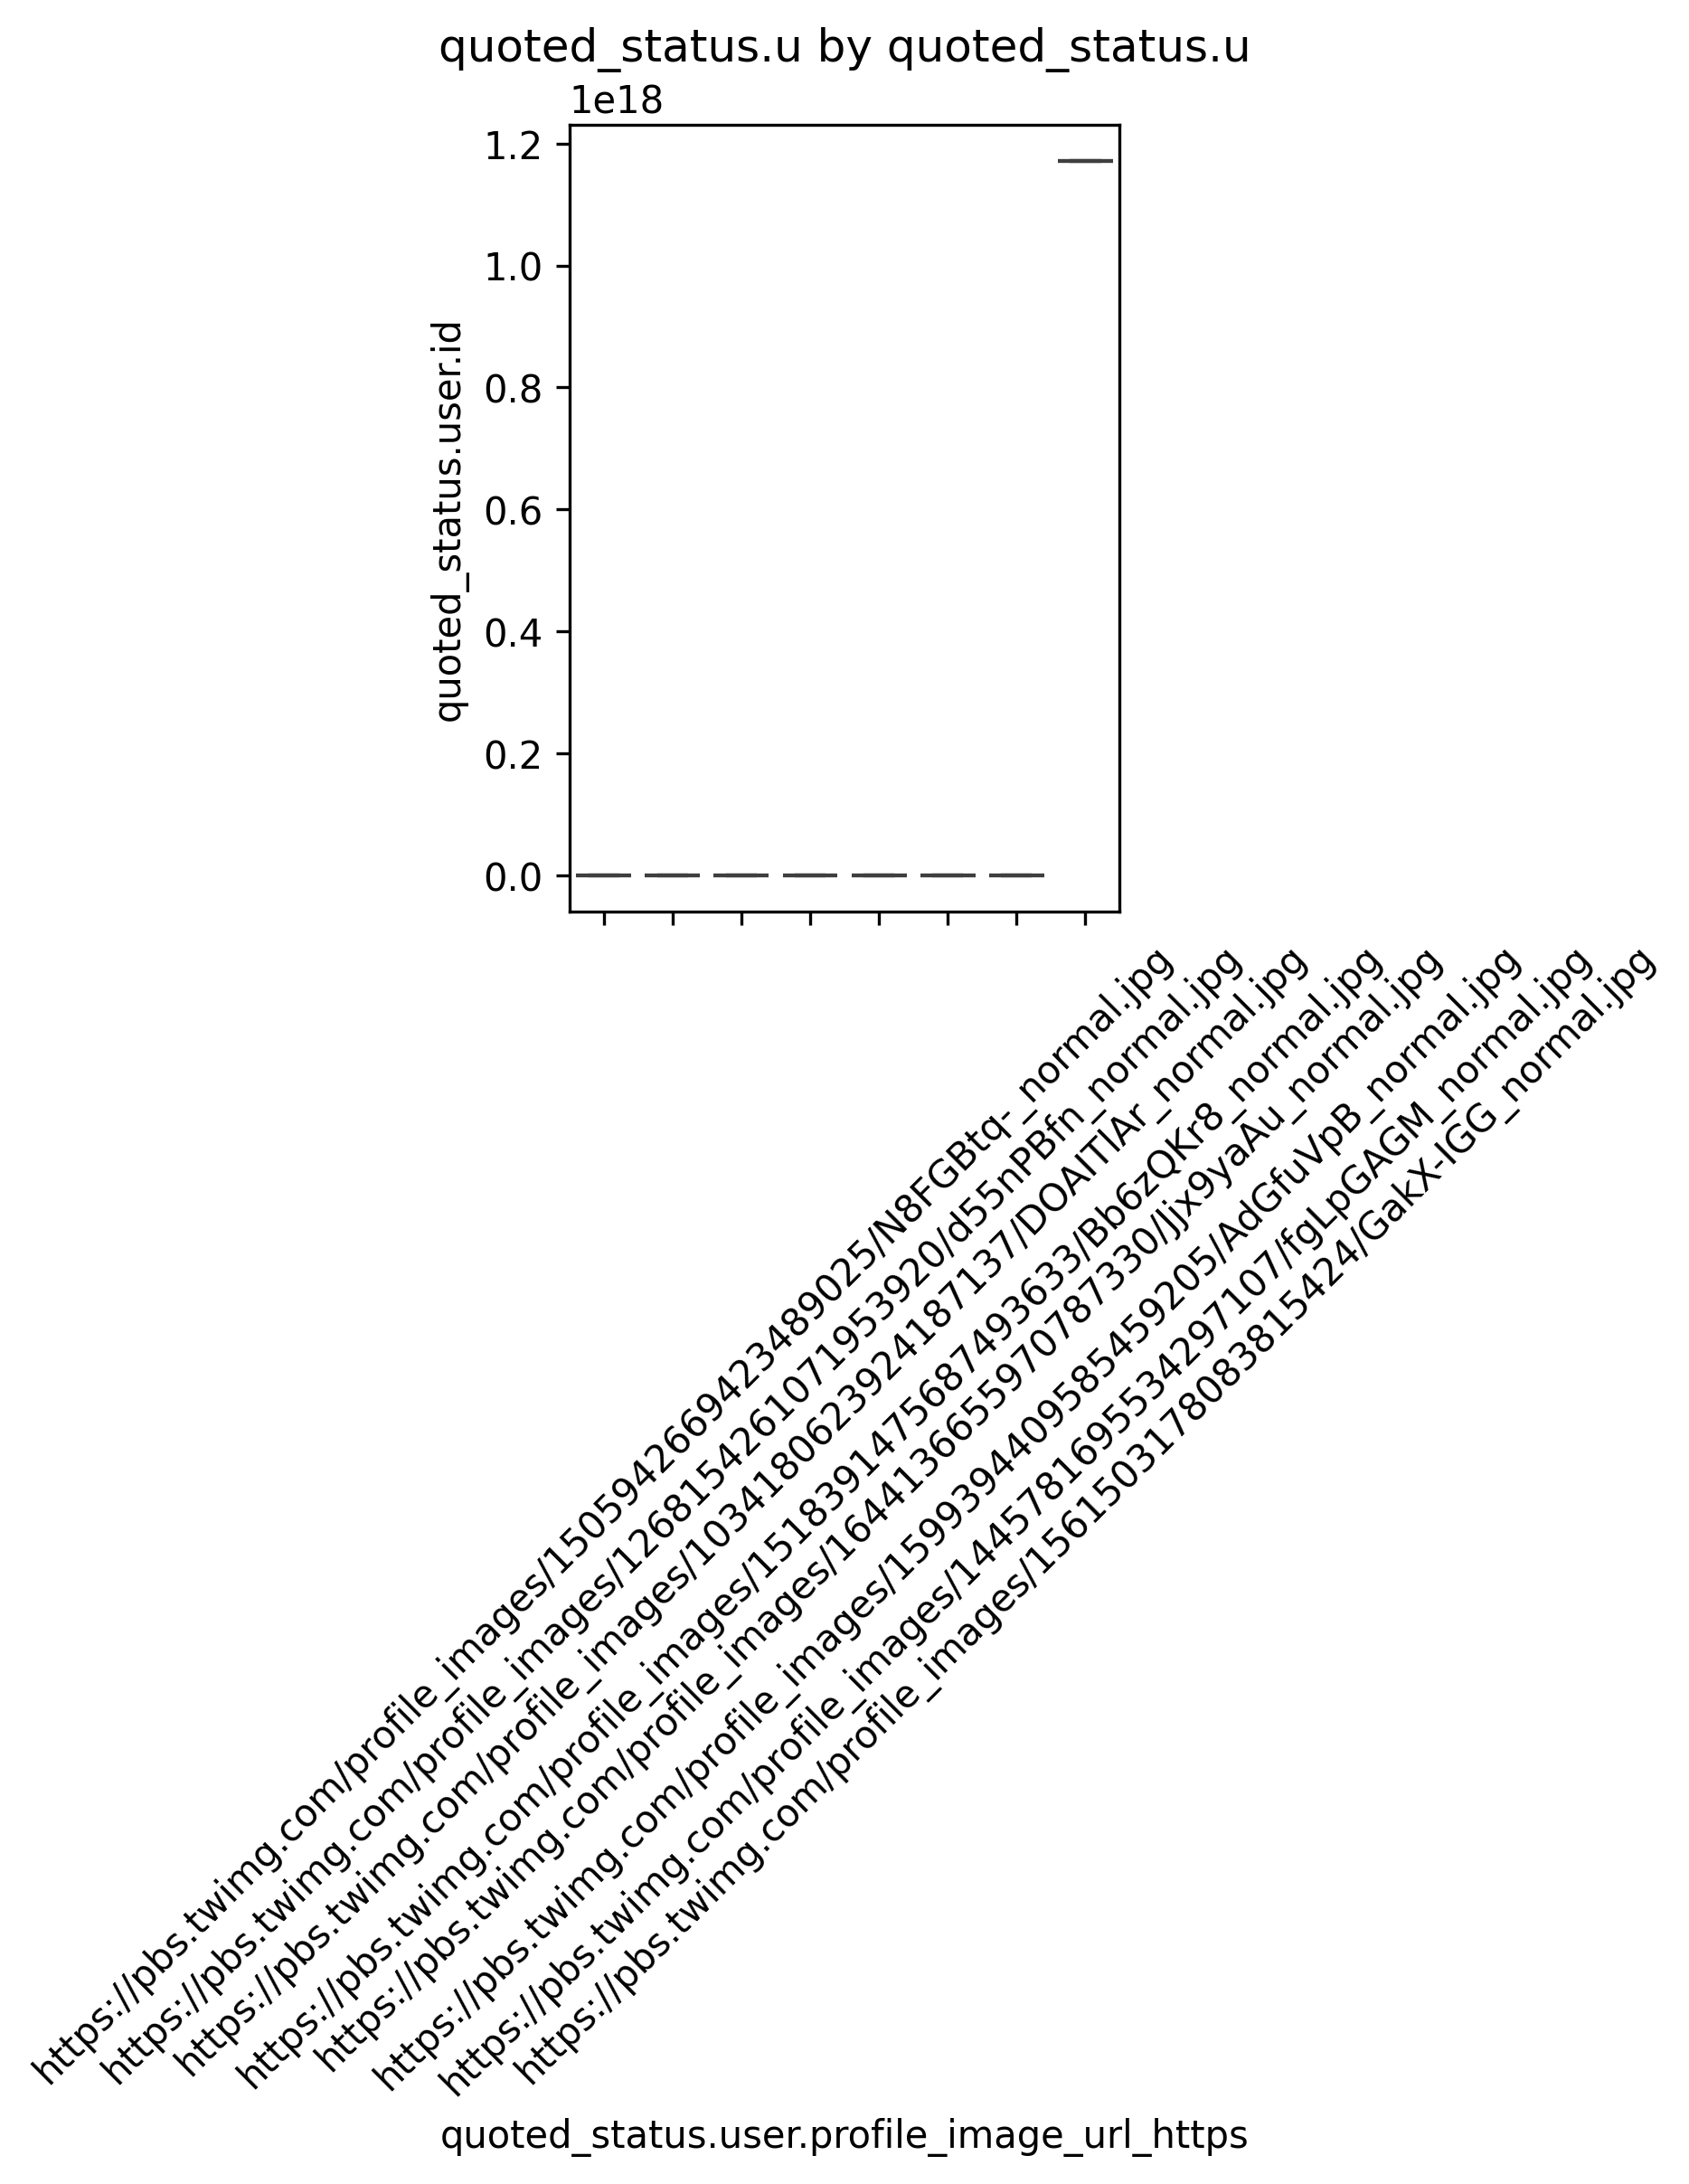 quoted_status.u by quoted_status.u
1e18
1.2
1.0
0.8
0.6
0.4
0.2
0.0
quoted_status.user.id
https://pbs.twimg.com/profile_images/1505942669423489025/N8FGBtq-_normal.jpg
https://pbs.twimg.com/profile_images/1268154261071953920/d55nPBfn_normal.jpg
https://pbs.twimg.com/profile_images/1034180623924187137/DOAlTlAr_normal.jpg
https://pbs.twimg.com/profile_images/1518391475687493633/Bb6zQKr8_normal.jpg
https://pbs.twimg.com/profile_images/1644136655970787330/Jjx9yaAu_normal.jpg
https://pbs.twimg.com/profile_images/1599394409585459205/AdGfuVpB_normal.jpg
https://pbs.twimg.com/profile_images/1445781695534297107/fgLpGAGM_normal.jpg
https://pbs.twimg.com/profile_images/1561503178083815424/GakX-IGG_normal.jpg
quoted_status.user.profile_image_url_https